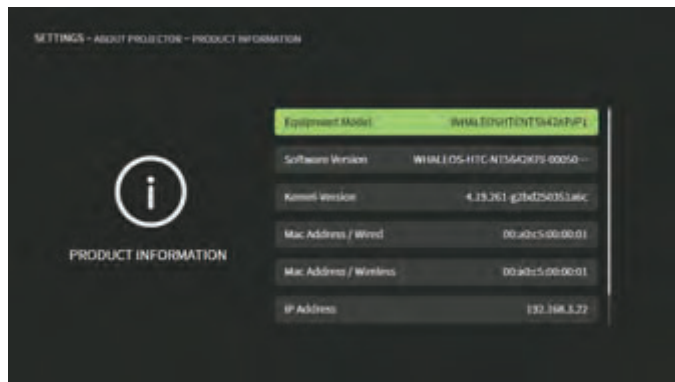 SETTINGS – ABOUT PROJECTOR – PRODUCT INFORMATION
Equipment Model
Software Version
Kernel-Version 4.19.261-
Mac Address / Wired 00:a0:c5:00:00:01
Mac Address / Wireless 00:a0:c5:00:00:01
PRODUCT INFORMATION
IP Address 192.168.3.22